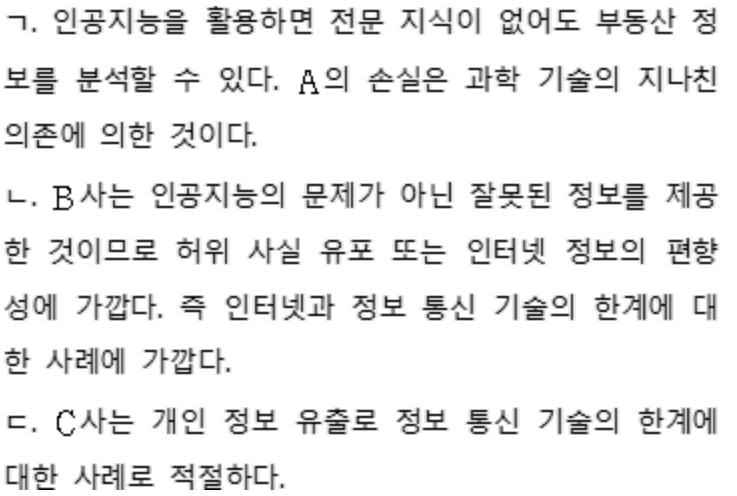 ㄱ. 인공지능을 활용하면 전문 지식이 없어도 부동산 정
보를 분석할 수 있다. A의 손실은 과학 기술의 지나친
의존에 의한 것이다.
ㄴ. B사는 인공지능의 문제가 아닌 잘못된 정보를 제공
한 것이므로 허위 사실 유포 또는 인터넷 정보의 편향
성에 가깝다. 즉 인터넷과 정보 통신 기술의 한계에 대
한 사례에 가깝다.
ㄷ. C사는 개인 정보 유출로 정보 통신 기술의 한계에
대한 사례로 적절하다.